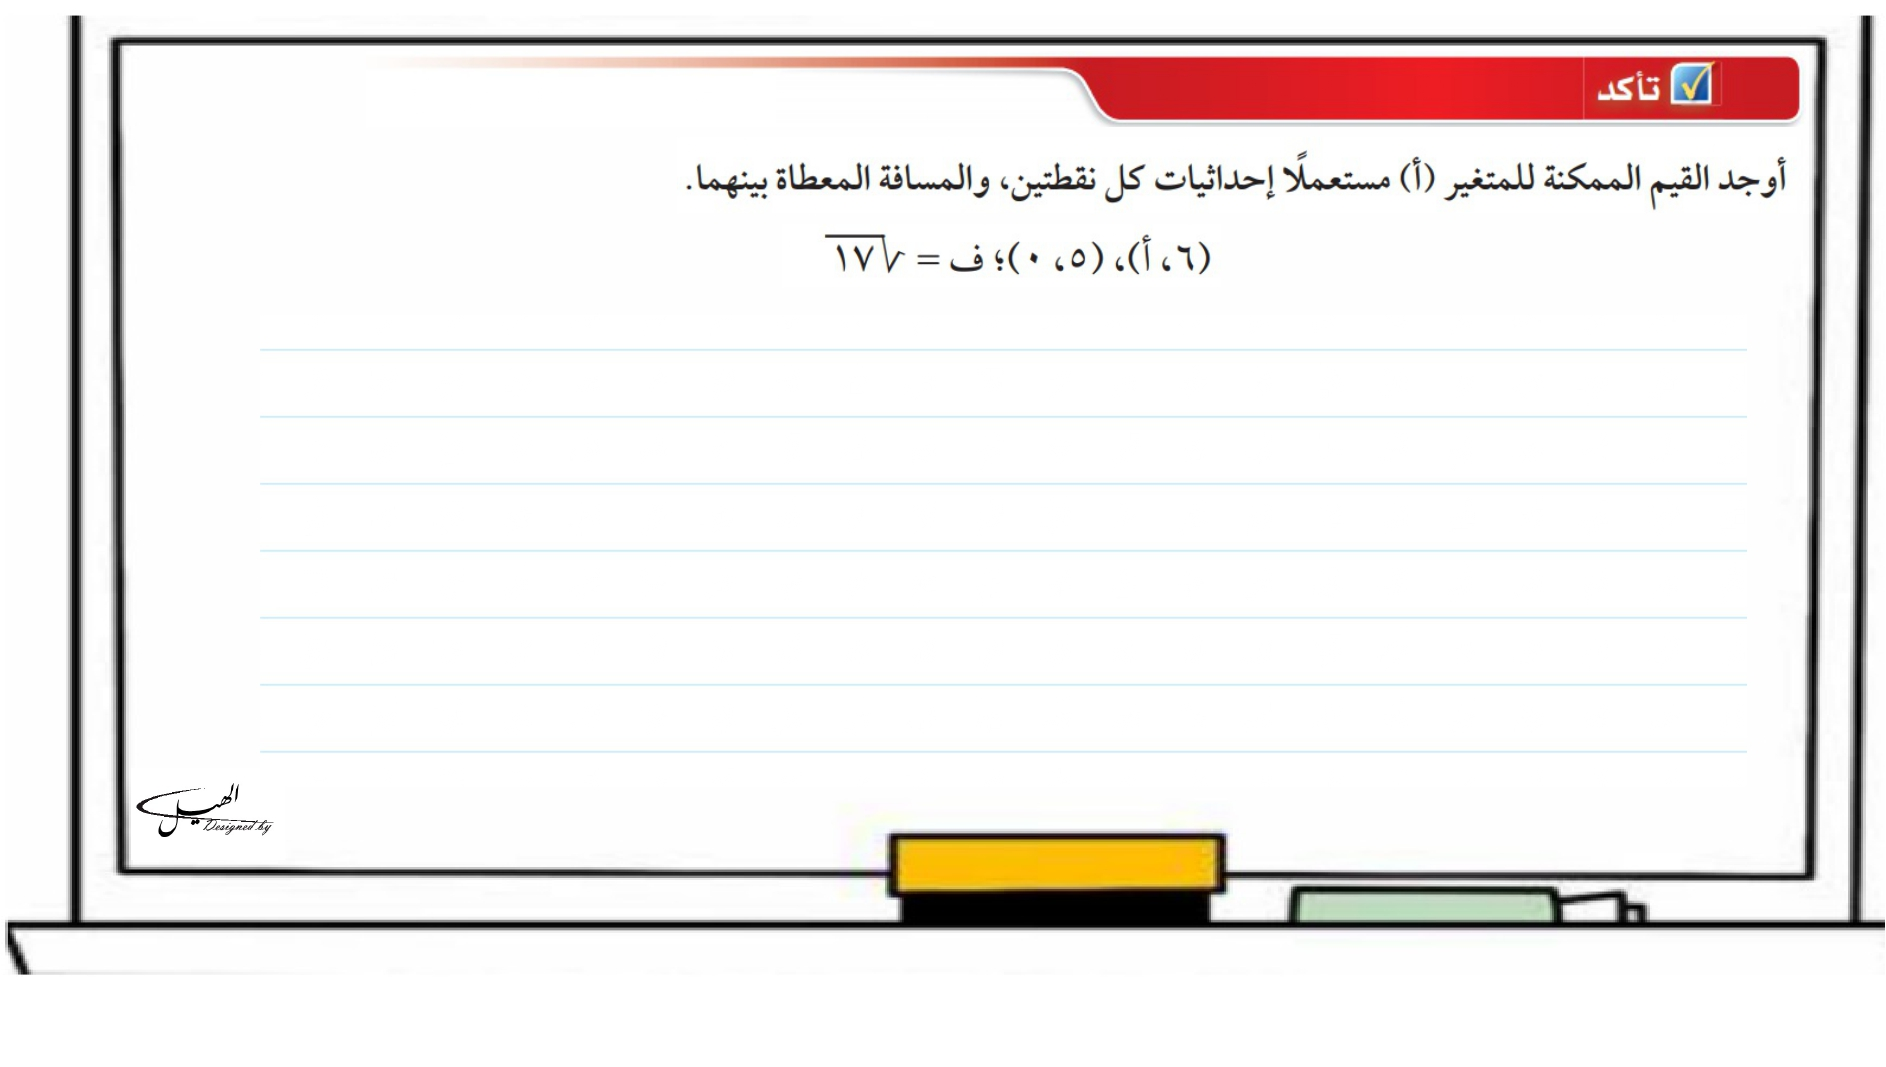 تأكد
أوجد القيم الممكنة للمتغير (أ) مستعملًا إحداثيات كل نقطتين، والمسافة المعطاة بينهما.
(٦، أ)، (٥، ٠)؛ ف = √١٧
الهيل
Designed by